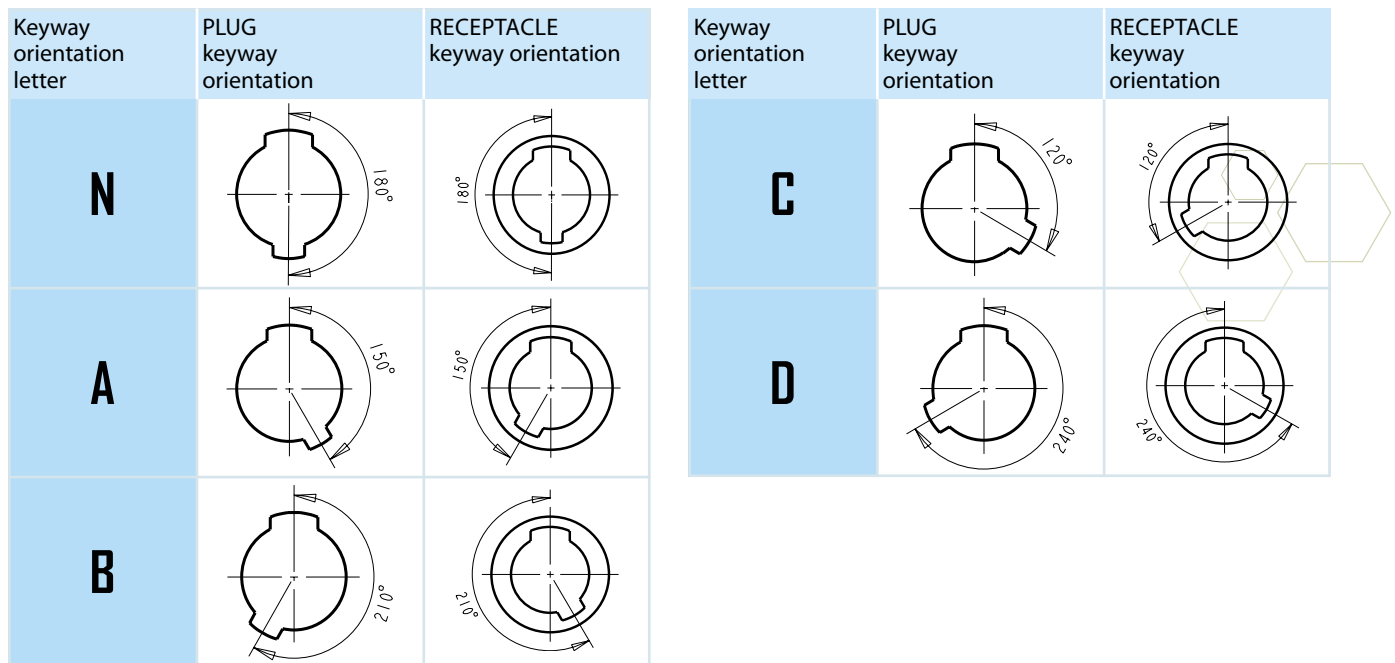 Keyway
orientation
letter
PLUG
keyway
orientation
RECEPTACLE
keyway orientation
N
180°
180°
A
150°
150°
B
210°
210°
Keyway
orientation
letter
PLUG
keyway
orientation
RECEPTACLE
keyway
orientation
C
120°
120°
D
240°
240°